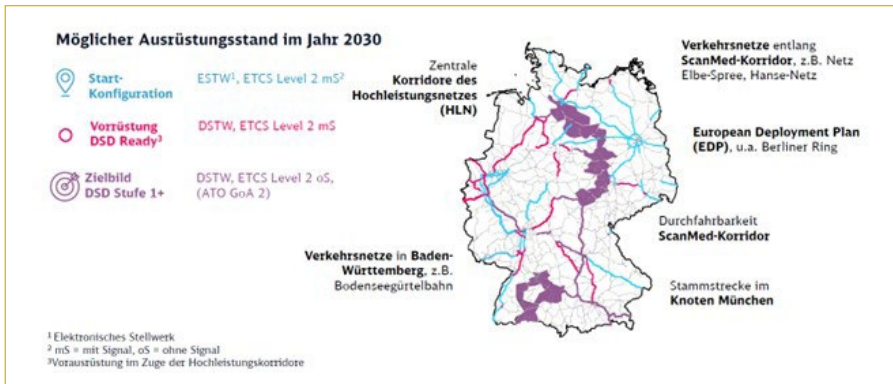 Möglicher Ausrüstungsstand im Jahr 2030
Start-
Konfiguration
ESTW¹, ETCS Level 2 mS²
Vorrüstung
DSD Ready³
DSTW, ETCS Level 2 mS
Zielbild
DSD Stufe 1+
DSTW, ETCS Level 2 oS,
(ATO GoA 2)
Zentrale
Korridore des
Hochleistungsnetzes
(HLN)
Verkehrsnetze entlang
ScanMed-Korridor, z.B. Netz
Elbe-Spree, Hanse-Netz
European Deployment Plan
(EDP), u.a. Berliner Ring
Durchfahrbarkeit
ScanMed-Korridor
Verkehrsnetze in Baden-
Württemberg, z.B.
Bodenseegürtelbahn
Stammstrecke im
Knoten München
¹ Elektronisches Stellwerk
² mS = mit Signal, oS = ohne Signal
³Vorausrüstung im Zuge der Hochleistungskorridore